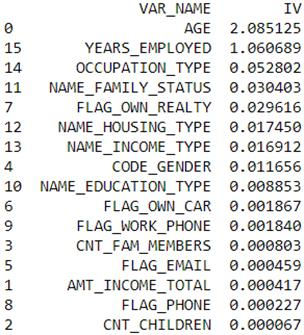 VAR_NAME IV
0 AGE 2.085125
15 YEARS_EMPLOYED 1.060689
14 OCCUPATION_TYPE 0.052802
11 NAME_FAMILY_STATUS 0.030403
7 FLAG_OWN_REALTY 0.029616
12 NAME_HOUSING_TYPE 0.017450
13 NAME_INCOME_TYPE 0.016912
4 CODE_GENDER 0.011656
10 NAME_EDUCATION_TYPE 0.008853
6 FLAG_OWN_CAR 0.001867
9 FLAG_WORK_PHONE 0.001840
3 CNT_FAM_MEMBERS 0.000803
5 FLAG_EMAIL 0.000459
1 AMT_INCOME_TOTAL 0.000417
8 FLAG_PHONE 0.000227
2 CNT_CHILDREN 0.000067